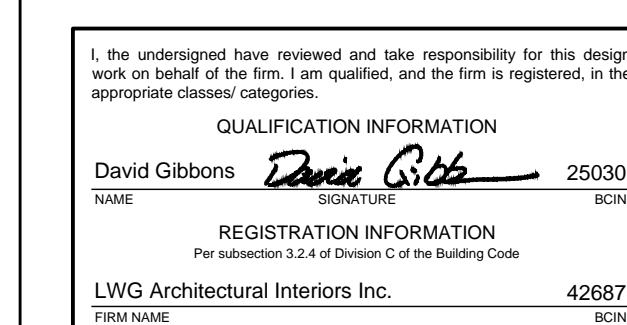 I, the undersigned have reviewed and take responsibility for this design
work on behalf of the firm. I am qualified, and the firm is registered, in the
appropriate classes/ categories.
QUALIFICATION INFORMATION
David Gibbons David Gibb 25030
NAME SIGNATURE BCIN
REGISTRATION INFORMATION
Per subsection 3.2.4 of Division C of the Building Code
LWG Architectural Interiors Inc. 42687
FIRM NAME BCIN